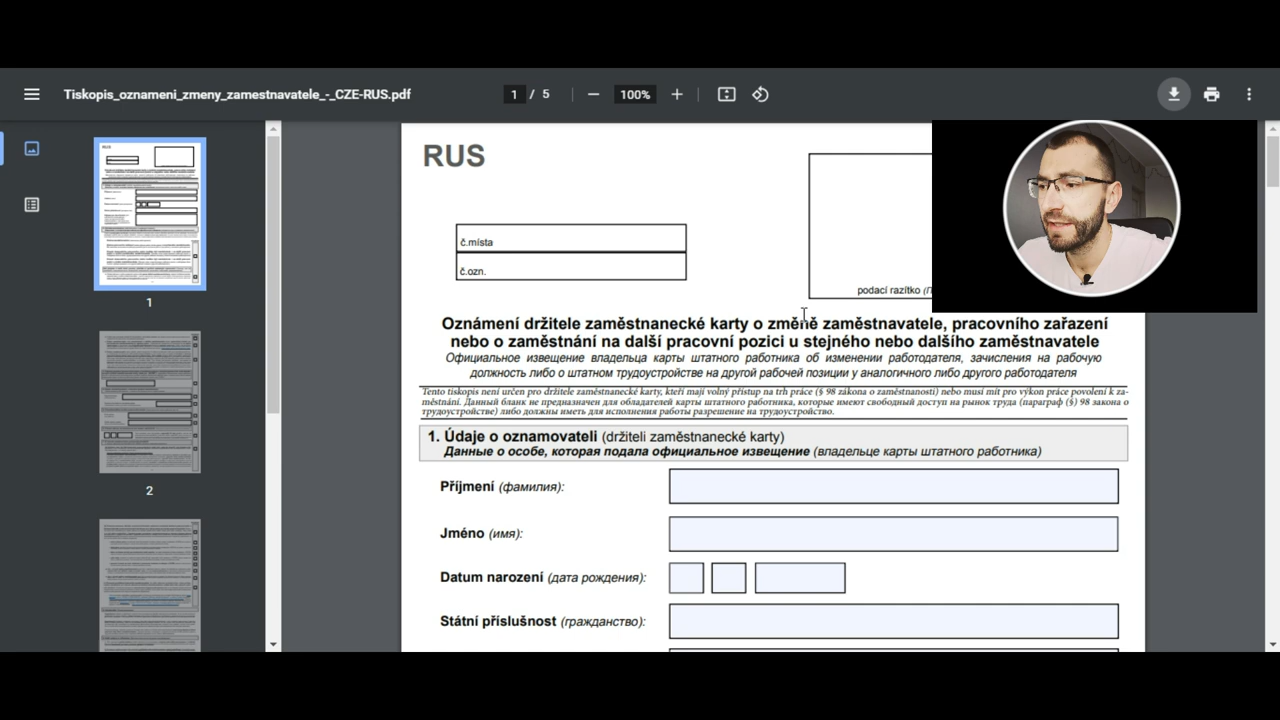 Tiskopis_oznameni_zmeny_zamestnavatele_-_CZE-RUS.pdf
1 / 5
100%
RUS
č.místa
č.ozn.
podací razítko
Oznámení držitele zaměstnanecké karty o změně zaměstnavatele, pracovního zařazení
nebo o zaměstnání na další pracovní pozici u stejného nebo dalšího zaměstnavatele
Официальное извещение владельца карты штатного работника об изменении работодателя, зачисления на рабочую
должность либо о штатном трудоустройстве на другой рабочей позиции у аналогичного либо другого работодателя
Tento tiskopis není určen pro držitele zaměstnanecké karty, kteří mají volný přístup na trh práce (§ 98 zákona o zaměstnanosti) nebo musí mít pro výkon práce povolení k za-
městnání. Данный бланк не предназначен для обладателей карты штатного работника, которые имеют свободный доступ на рынок труда (параграф (§) 98 закона о
трудоустройстве) либо должны иметь для исполнения работы разрешение на трудоустройство.
1. Údaje o oznamovateli (držiteli zaměstnanecké karty)
Данные о особе, которая подала официальное извещение (владельце карты штатного работника)
Příjmení (фамилия):
Jméno (имя):
Datum narození (дата рождения):
Státní příslušnost (гражданство):
1
2